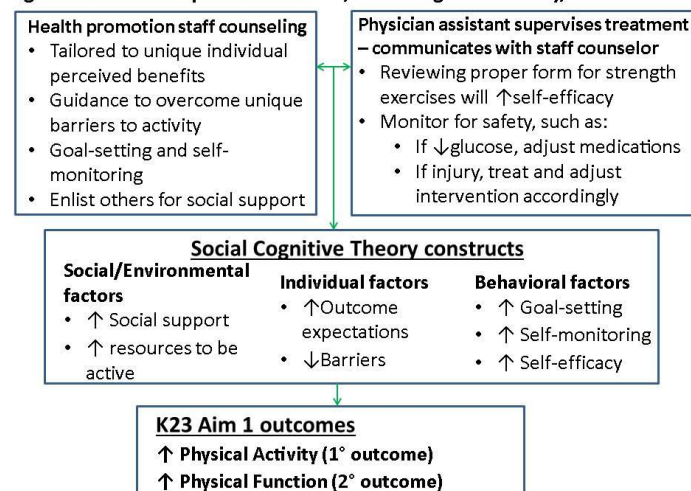 Health promotion staff counseling
• Tailored to unique individual
perceived benefits
• Guidance to overcome unique
barriers to activity
• Goal-setting and self-
monitoring
• Enlist others for social support
Physician assistant supervises treatment
– communicates with staff counselor
• Reviewing proper form for strength
exercises will ↑self-efficacy
• Monitor for safety, such as:
• If ↓glucose, adjust medications
• If injury, treat and adjust
intervention accordingly
Social Cognitive Theory constructs
Social/Environmental
factors
• ↑ Social support
• ↑ resources to be
active
Individual factors
• ↑Outcome
expectations
• ↓Barriers
Behavioral factors
• ↑ Goal-setting
• ↑ Self-monitoring
• ↑ Self-efficacy
K23 Aim 1 outcomes
↑ Physical Activity (1° outcome)
↑ Physical Function (2° outcome)